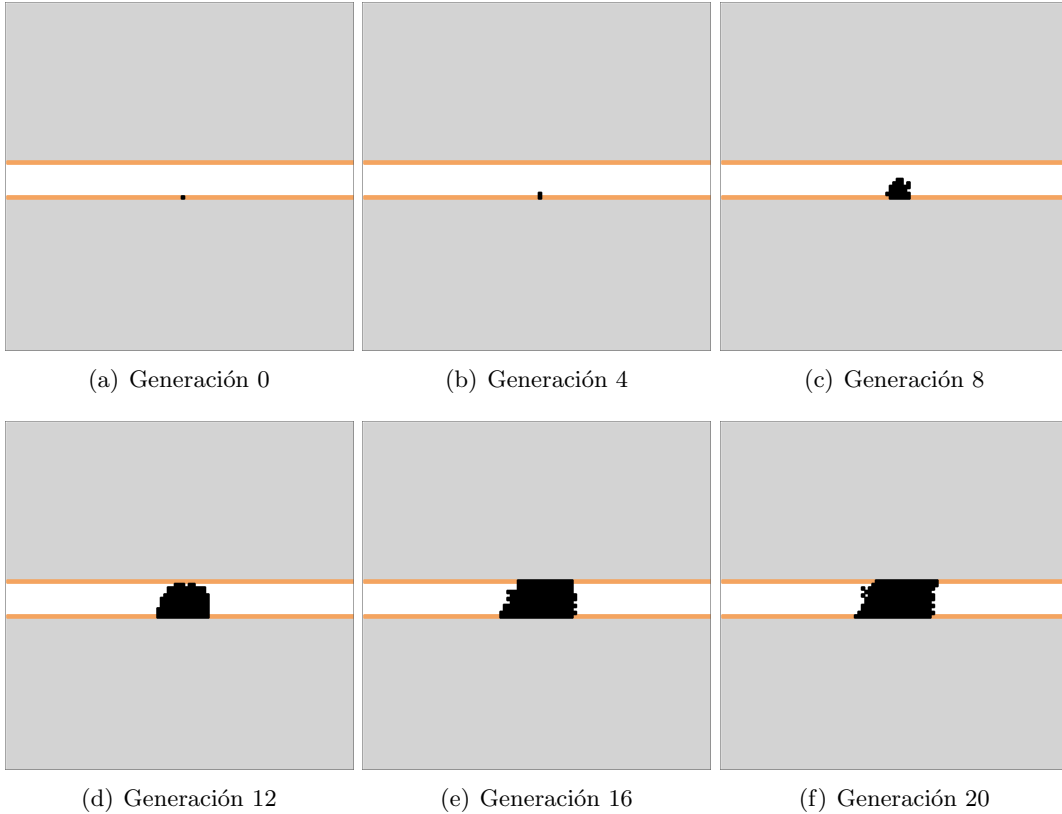 (a) Generación 0
(b) Generación 4
(c) Generación 8
(d) Generación 12
(e) Generación 16
(f) Generación 20